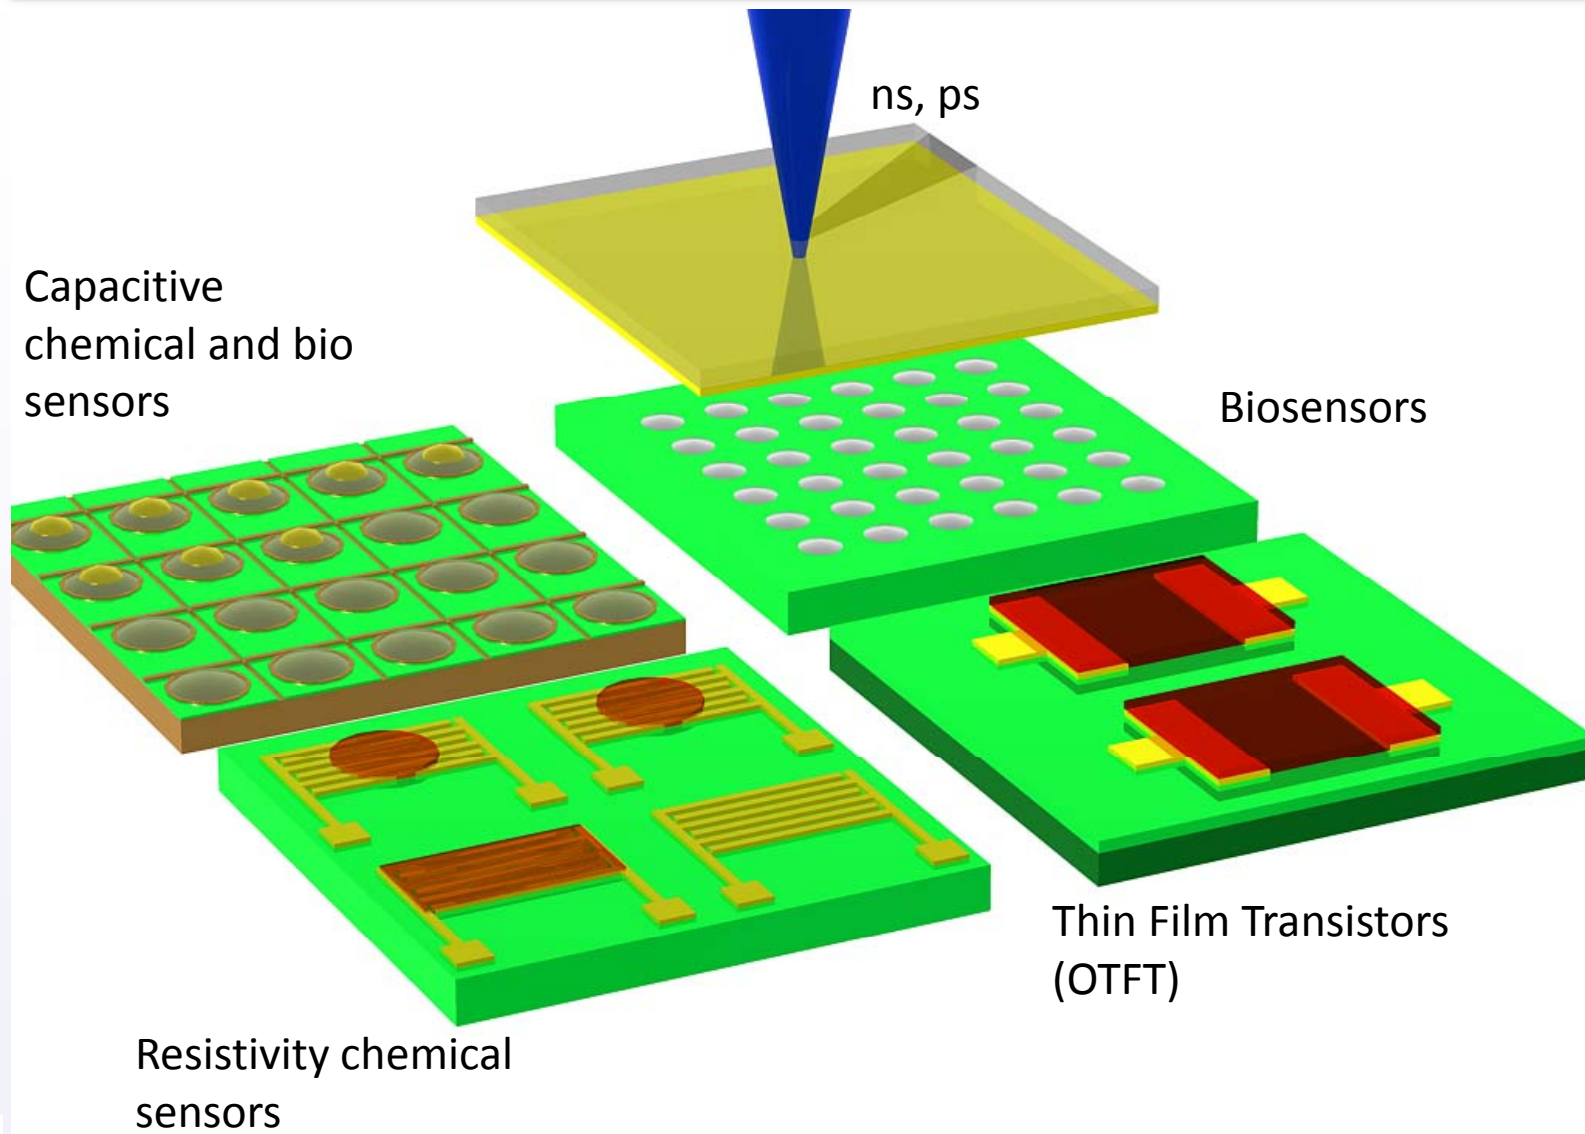 ns, ps
Capacitive
chemical and bio
sensors
Biosensors
Thin Film Transistors
(OTFT)
Resistivity chemical
sensors